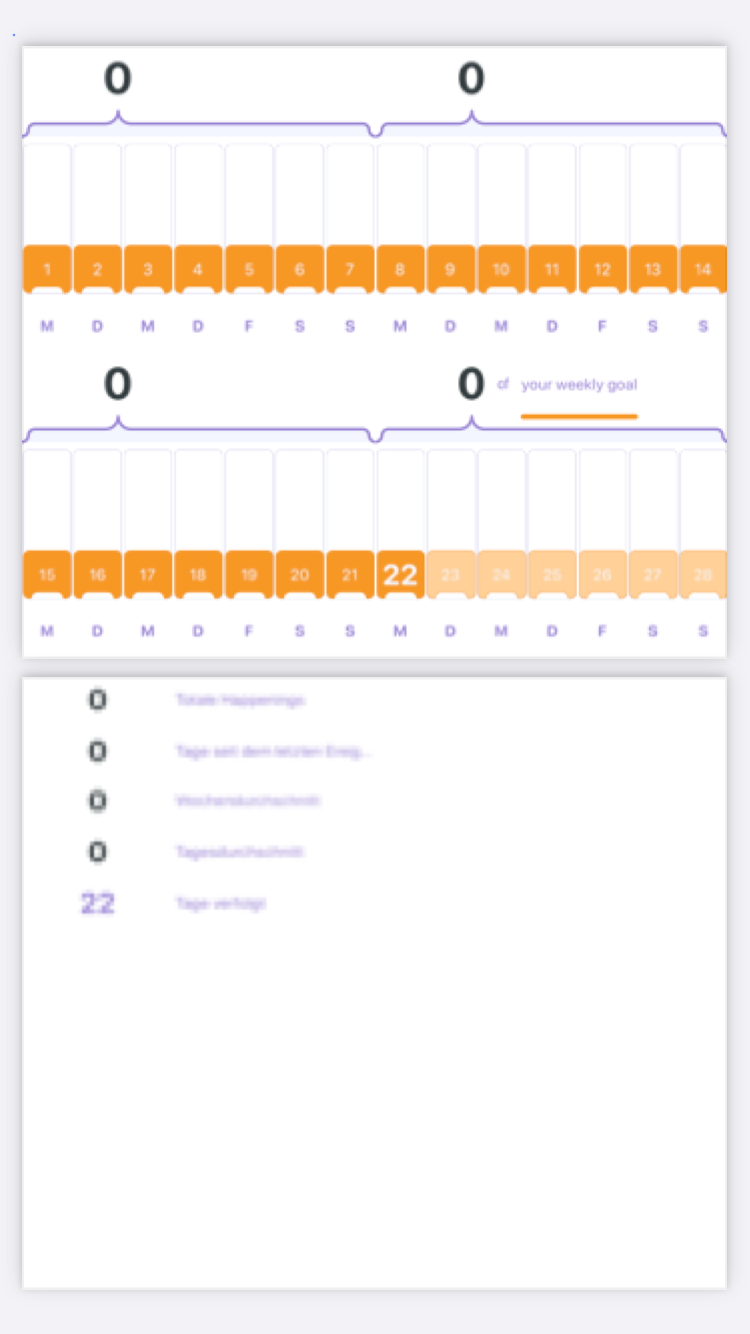 0 0
1 2 3 4 5 6 7 8 9 10 11 12 13 14
M D M D F S S M D M D F S S
0 0 of your weekly goal
15 16 17 18 19 20 21 22 23 24 25 26 27 28
M D M D F S S M D M D F S S
0 Totale Happenings
0 Tage seit dem letzten Ereig...
0 Wochendurchschnitt
0 Tagesdurchschnitt
22 Tage verfolgt